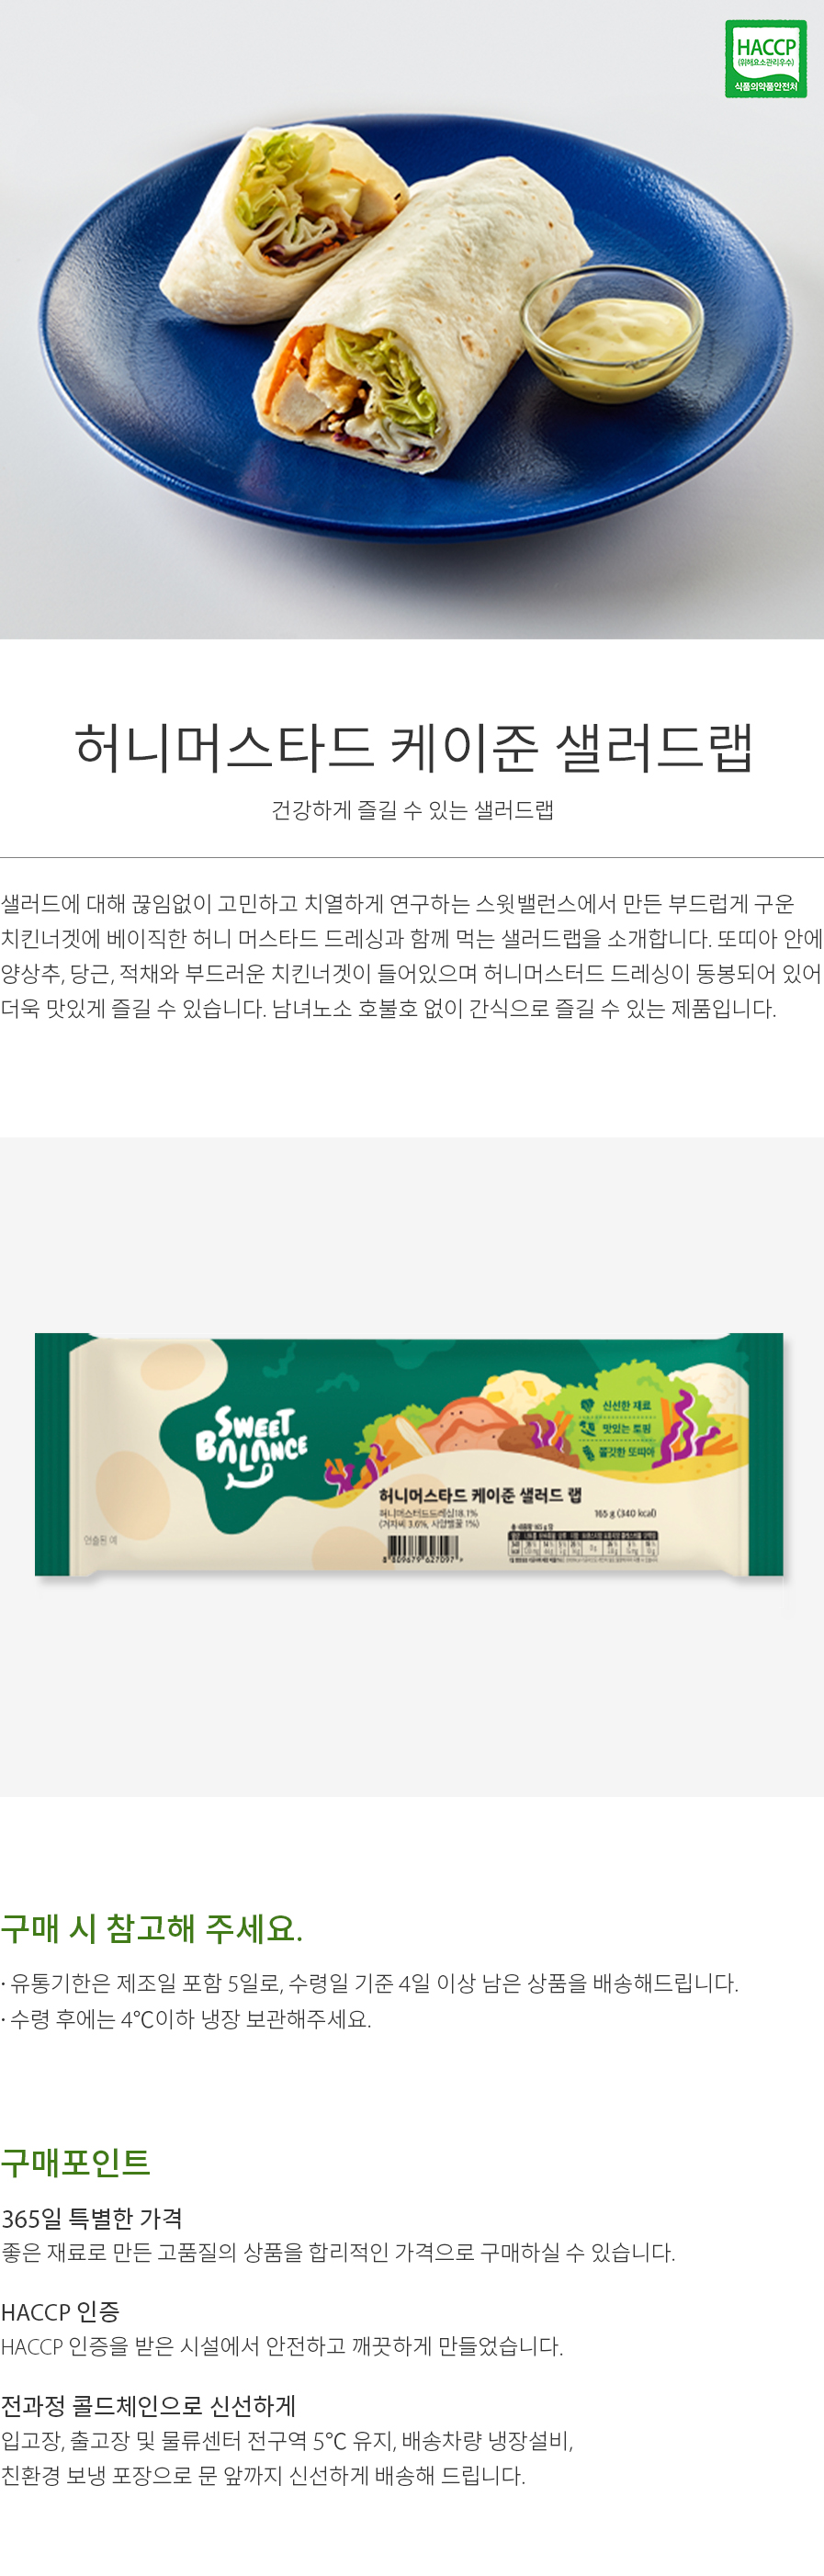 HACCP
(위해요소관리우수)
식품의약품안전처
허니머스타드 케이준 샐러드랩
건강하게 즐길 수 있는 샐러드랩
샐러드에 대해 끊임없이 고민하고 치열하게 연구하는 스윗밸런스에서 만든 부드럽게 구운
치킨너겟에 베이직한 허니 머스타드 드레싱과 함께 먹는 샐러드랩을 소개합니다. 또띠아 안에
양상추, 당근, 적채와 부드러운 치킨너겟이 들어있으며 허니머스터드 드레싱이 동봉되어 있어
더욱 맛있게 즐길 수 있습니다. 남녀노소 호불호 없이 간식으로 즐길 수 있는 제품입니다.
SWEET
BALANCE
신선한 재료
맛있는 토핑
쫄깃한 또띠아
허니머스타드 케이준 샐러드 랩
허니머스터드드레싱18.1%
(겨자씨 3.6%, 사양벌꿀 1%)
165 g (340 kcal)
연출된 예
8 809679 627097 >
구매 시 참고해 주세요.
· 유통기한은 제조일 포함 5일로, 수령일 기준 4일 이상 남은 상품을 배송해드립니다.
· 수령 후에는 4℃이하 냉장 보관해주세요.
구매포인트
365일 특별한 가격
좋은 재료로 만든 고품질의 상품을 합리적인 가격으로 구매하실 수 있습니다.
HACCP 인증
HACCP 인증을 받은 시설에서 안전하고 깨끗하게 만들었습니다.
전과정 콜드체인으로 신선하게
입고장, 출고장 및 물류센터 전구역 5℃ 유지, 배송차량 냉장설비,
친환경 보냉 포장으로 문 앞까지 신선하게 배송해 드립니다.